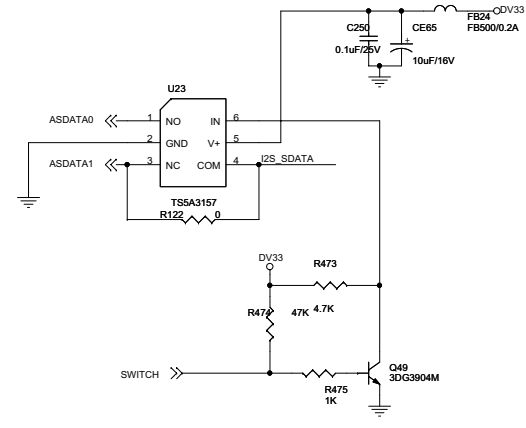 DV33
FB24
FB500/0.2A
C250
CE65
0.1uF/25V
+
10uF/16V
U23
ASDATA0
1
NO
IN
6
2
GND
V+
5
ASDATA1
3
NC
COM
4
I2S_SDATA
TS5A3157
R122
0
DV33
R473
R474
47K
4.7K
SWITCH
Q49
3DG3904M
R475
1K